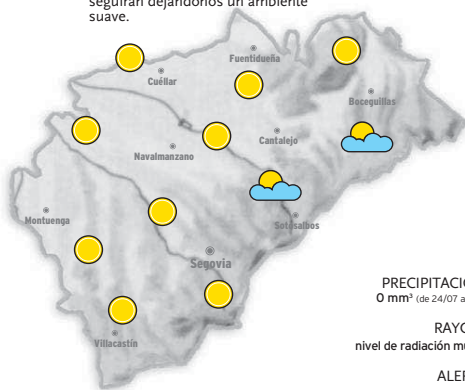 seguirán dejándonos un ambiente
suave.
Fuentidueña
Cuéllar
Boceguillas
Cantalejo
Navalmanzano
Montuenga
Sotosalbos
Segovia
Villacastín
PRECIPITACIO
0 mm³ (de 24/07 a
RAYO
nivel de radiación mu
ALER